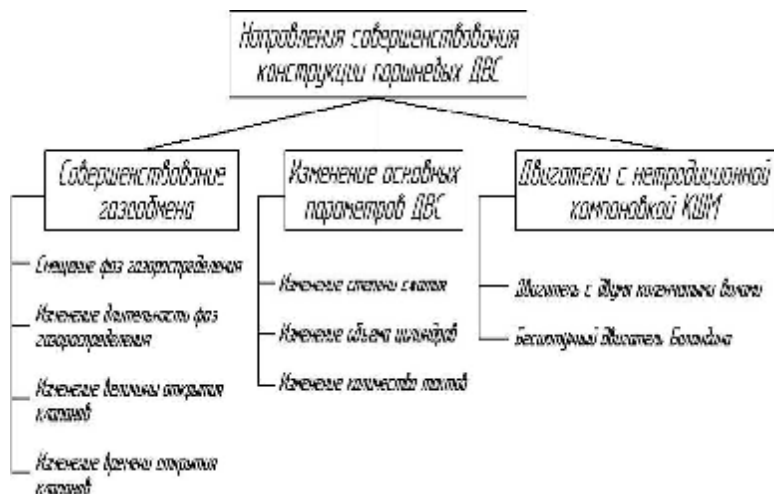 Направления совершенствования
конструкции поршневых ДВС
Совершенствование
газообмена
Смещение фаз газораспределения
Изменение длительности фаз
газораспределения
Изменение величины открытия
клапанов
Изменение времени открытия
клапанов
Изменение основных
параметров ДВС
Изменение степени сжатия
Изменение объема цилиндров
Изменение количества тактов
Двигатели с нетрадиционной
компановкой КШМ
Двигатель с двумя коленчатыми валами
Бесшатунный двигатель Баландина